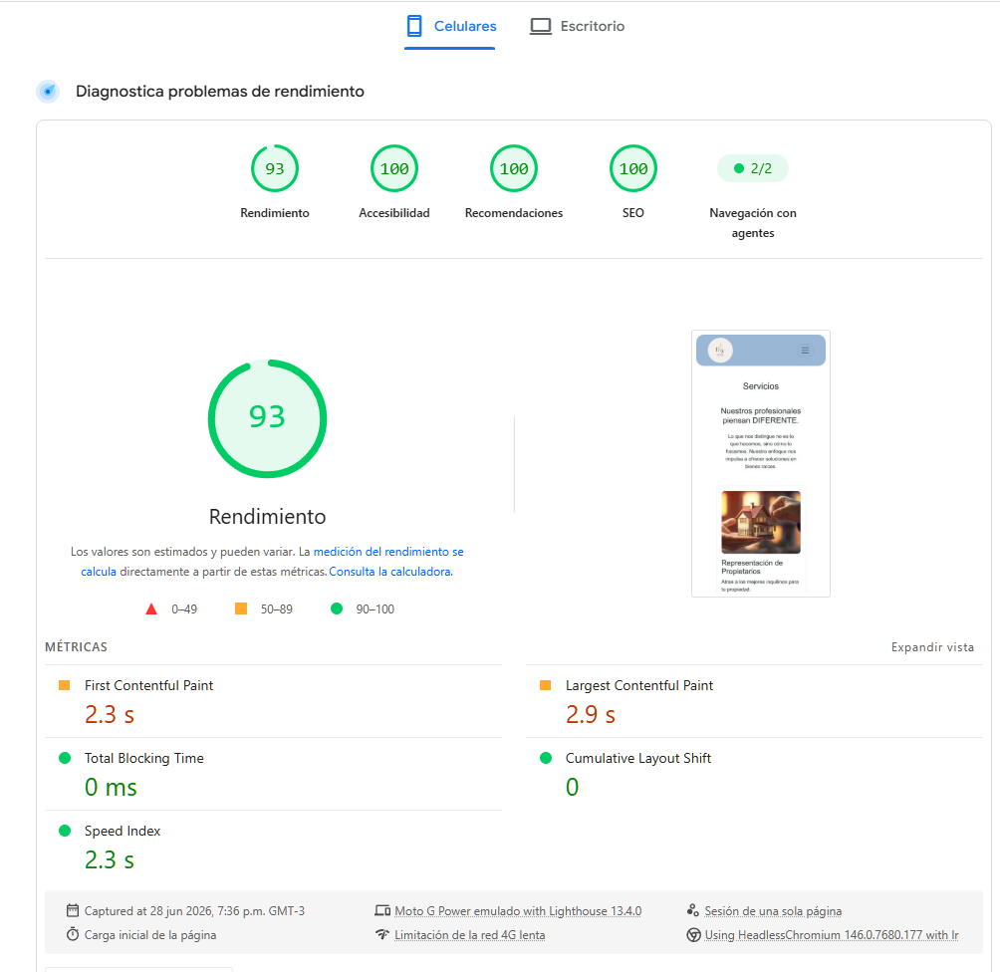 Celulares
Escritorio
Diagnostica problemas de rendimiento
93
100
100
100
2/2
Rendimiento
Accesibilidad
Recomendaciones
SEO
Navegación con
agentes
93
Rendimiento
Los valores son estimados y pueden variar. La medición del rendimiento se
calcula directamente a partir de estas métricas. Consulta la calculadora.
0–49
50–89
90–100
Servicios
Nuestros profesionales
piensan DIFERENTE.
Lo que nos distingue no es lo
que hacemos, sino cómo lo
hacemos. Nuestro enfoque nos
impulsa a ofrecer soluciones en
bienes raíces.
Representación de
Propietarios
Atrae a los mejores inquilinos para
tu propiedad.
MÉTRICAS
Expandir vista
First Contentful Paint
2.3 s
Largest Contentful Paint
2.9 s
Total Blocking Time
0 ms
Cumulative Layout Shift
0
Speed Index
2.3 s
Captured at 28 jun 2026, 7:36 p.m. GMT-3
Moto G Power emulado with Lighthouse 13.4.0
Sesión de una sola página
Carga inicial de la página
Limitación de la red 4G lenta
Using HeadlessChromium 146.0.7680.177 with lr